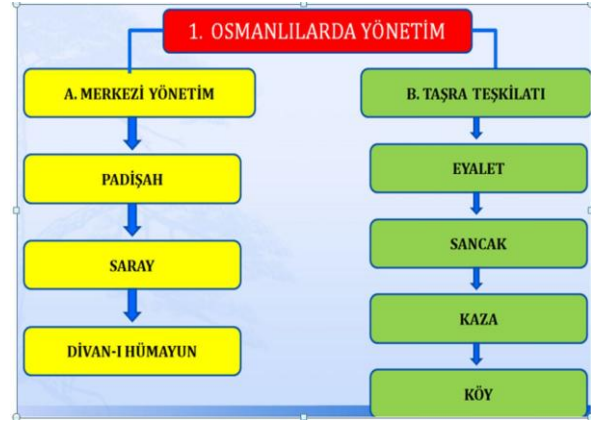 1. OSMANLILARDA YÖNETİM
A. MERKEZİ YÖNETİM
PADİŞAH
SARAY
DİVAN-I HÜMAYUN
B. TAŞRA TEŞKİLATI
EYALET
SANCAK
KAZA
KÖY